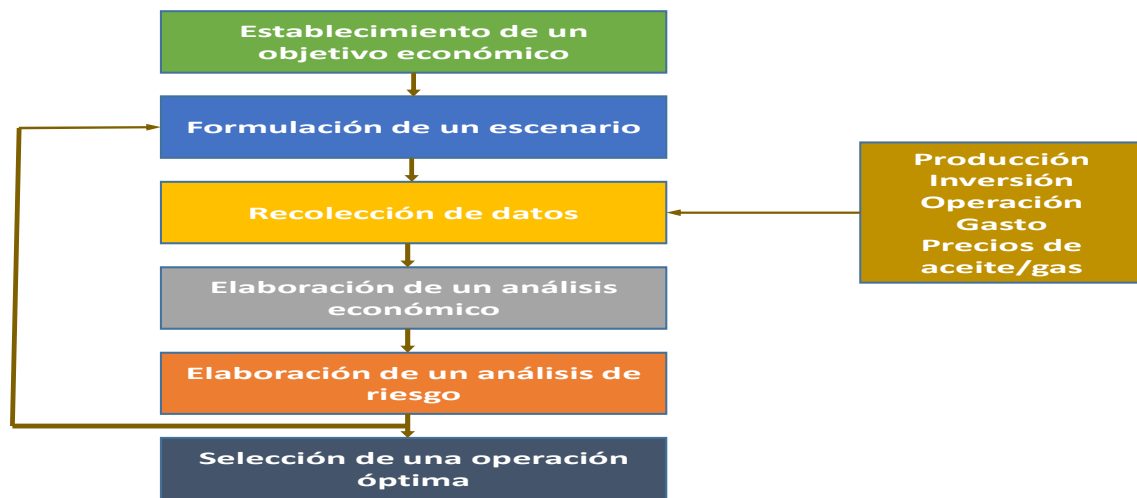 Establecimiento de un
objetivo económico
Formulación de un escenario
Recolección de datos
Producción
Inversión
Operación
Gasto
Precios de
aceite/gas
Elaboración de un análisis
económico
Elaboración de un análisis de
riesgo
Selección de una operación
óptima